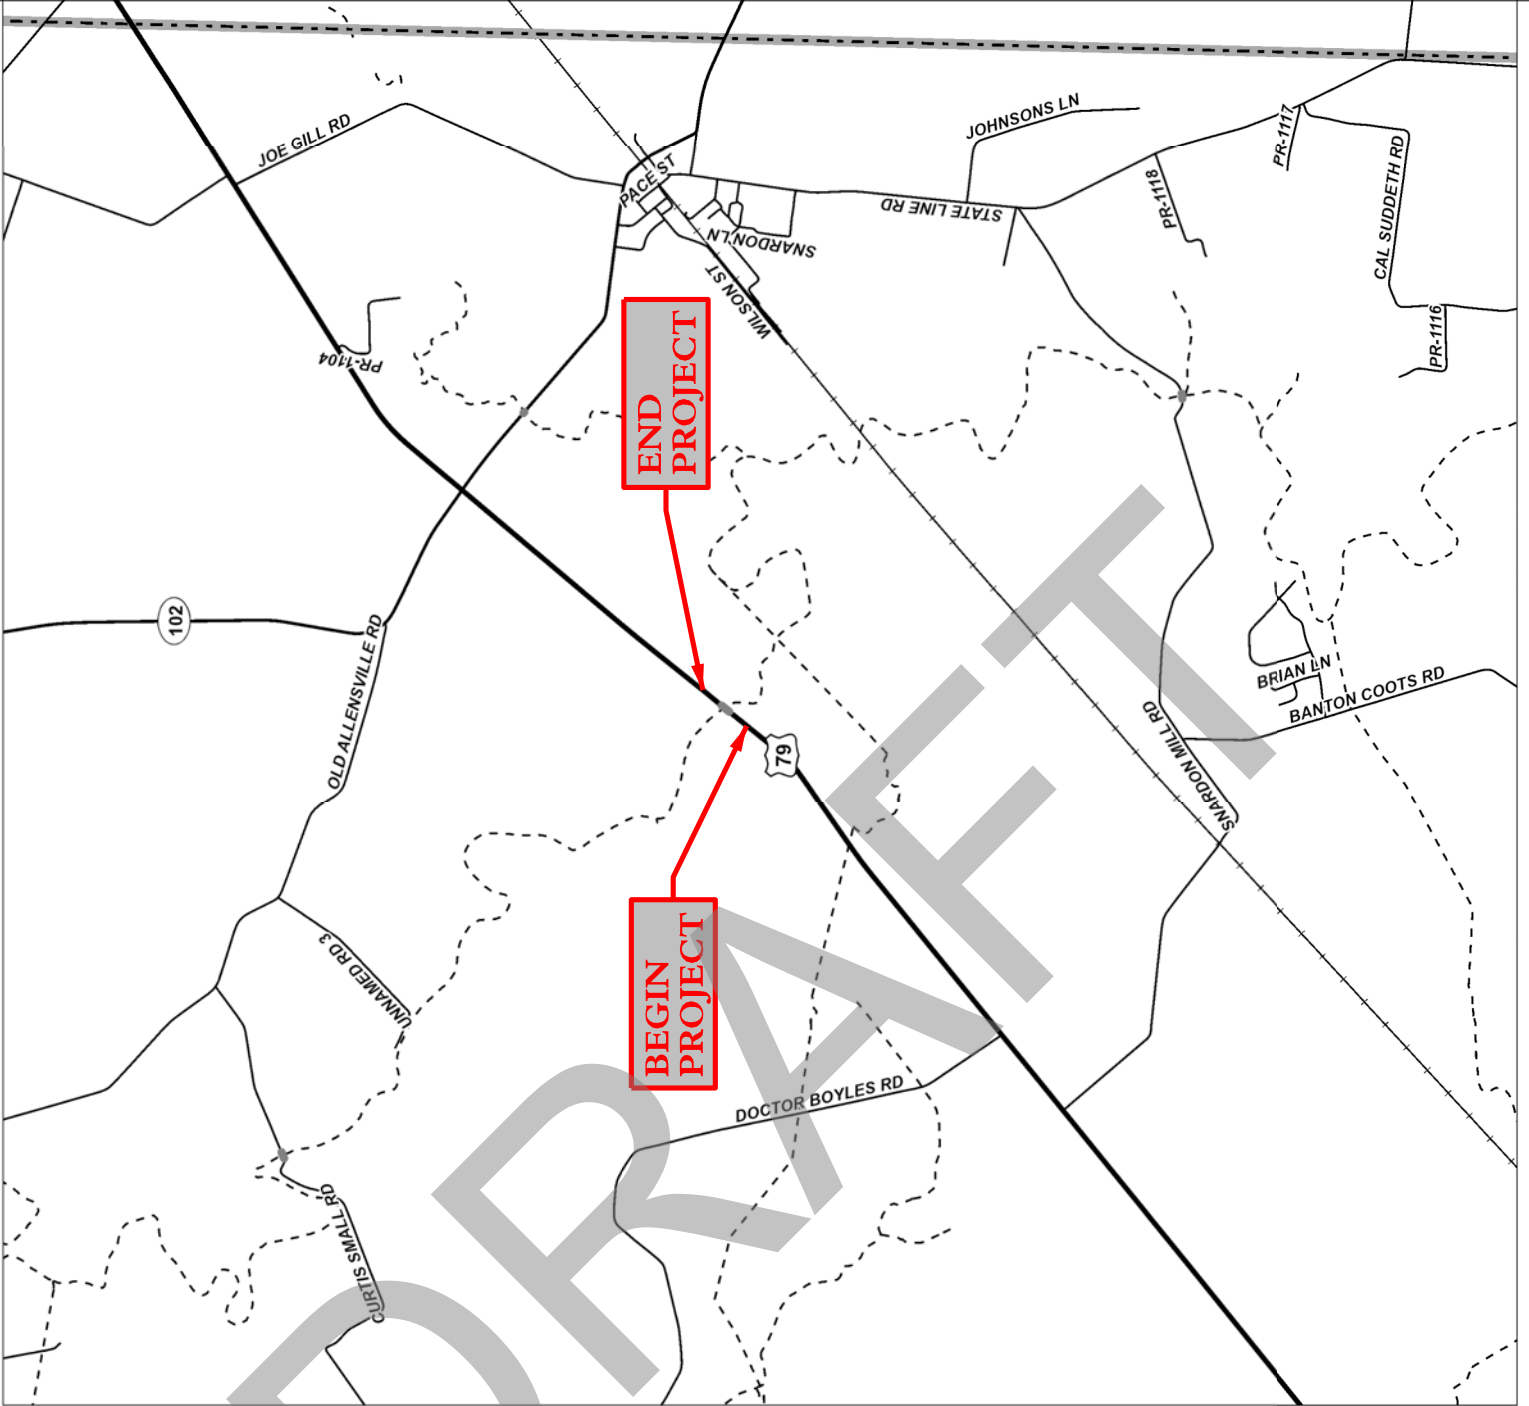 JOE GILL RD
JOHNSONS LN
PR-1117
CAL SUDDETH RD
PACE ST
PR-1118
STATE LINE RD
SNARDON LN
WILSON ST
PR-1104
PR-1116
END
PROJECT
102
OLD ALLENSVILLE RD
BRIAN LN
BANTON COOTS RD
SNARDON MILL RD
79
UNNAMED RD 3
BEGIN
PROJECT
DOCTOR BOYLES RD
CURTIS SMALL RD
DRAFT